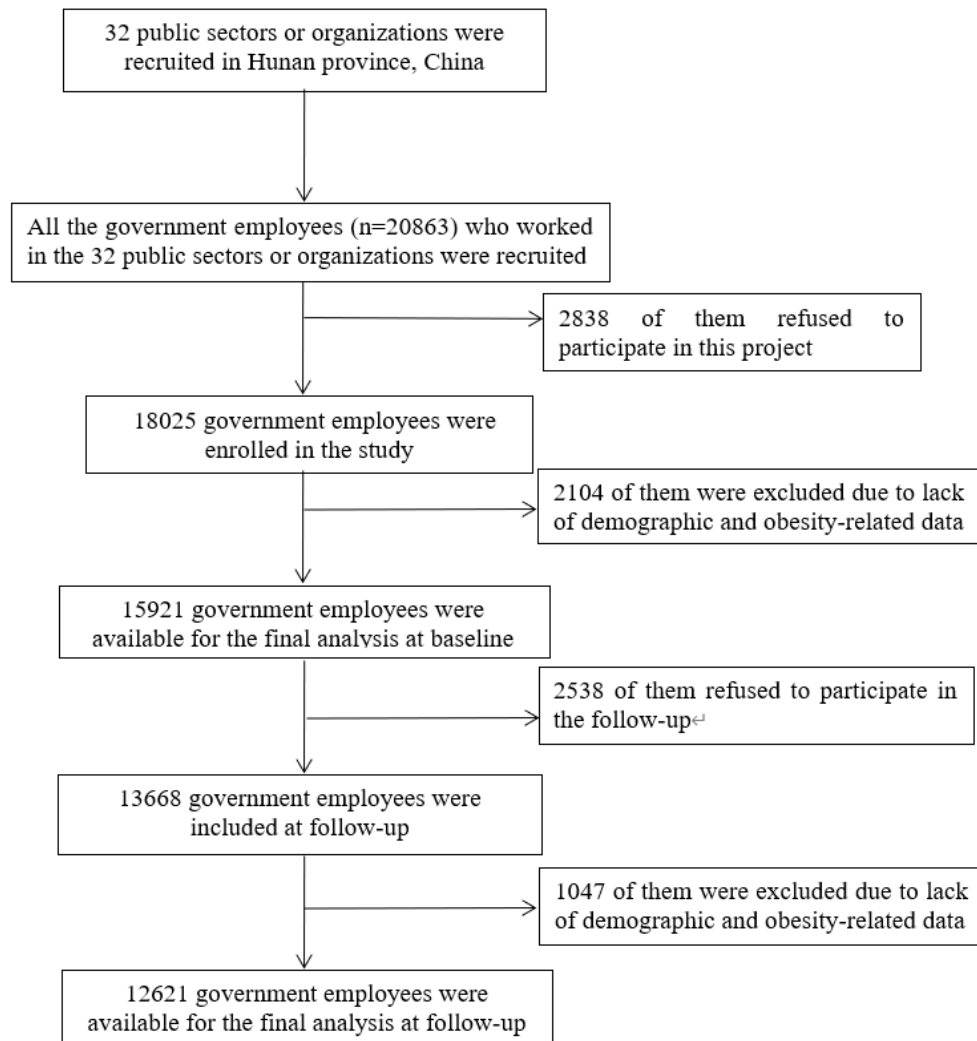 32 public sectors or organizations were
recruited in Hunan province, China
All the government employees (n=20863) who worked
in the 32 public sectors or organizations were recruited
2838 of them refused to
participate in this project
18025 government employees were
enrolled in the study
2104 of them were excluded due to lack
of demographic and obesity-related data
15921 government employees were
available for the final analysis at baseline
2538 of them refused to participate in
the follow-up↵
13668 government employees were
included at follow-up
1047 of them were excluded due to lack
of demographic and obesity-related data
12621 government employees were
available for the final analysis at follow-up